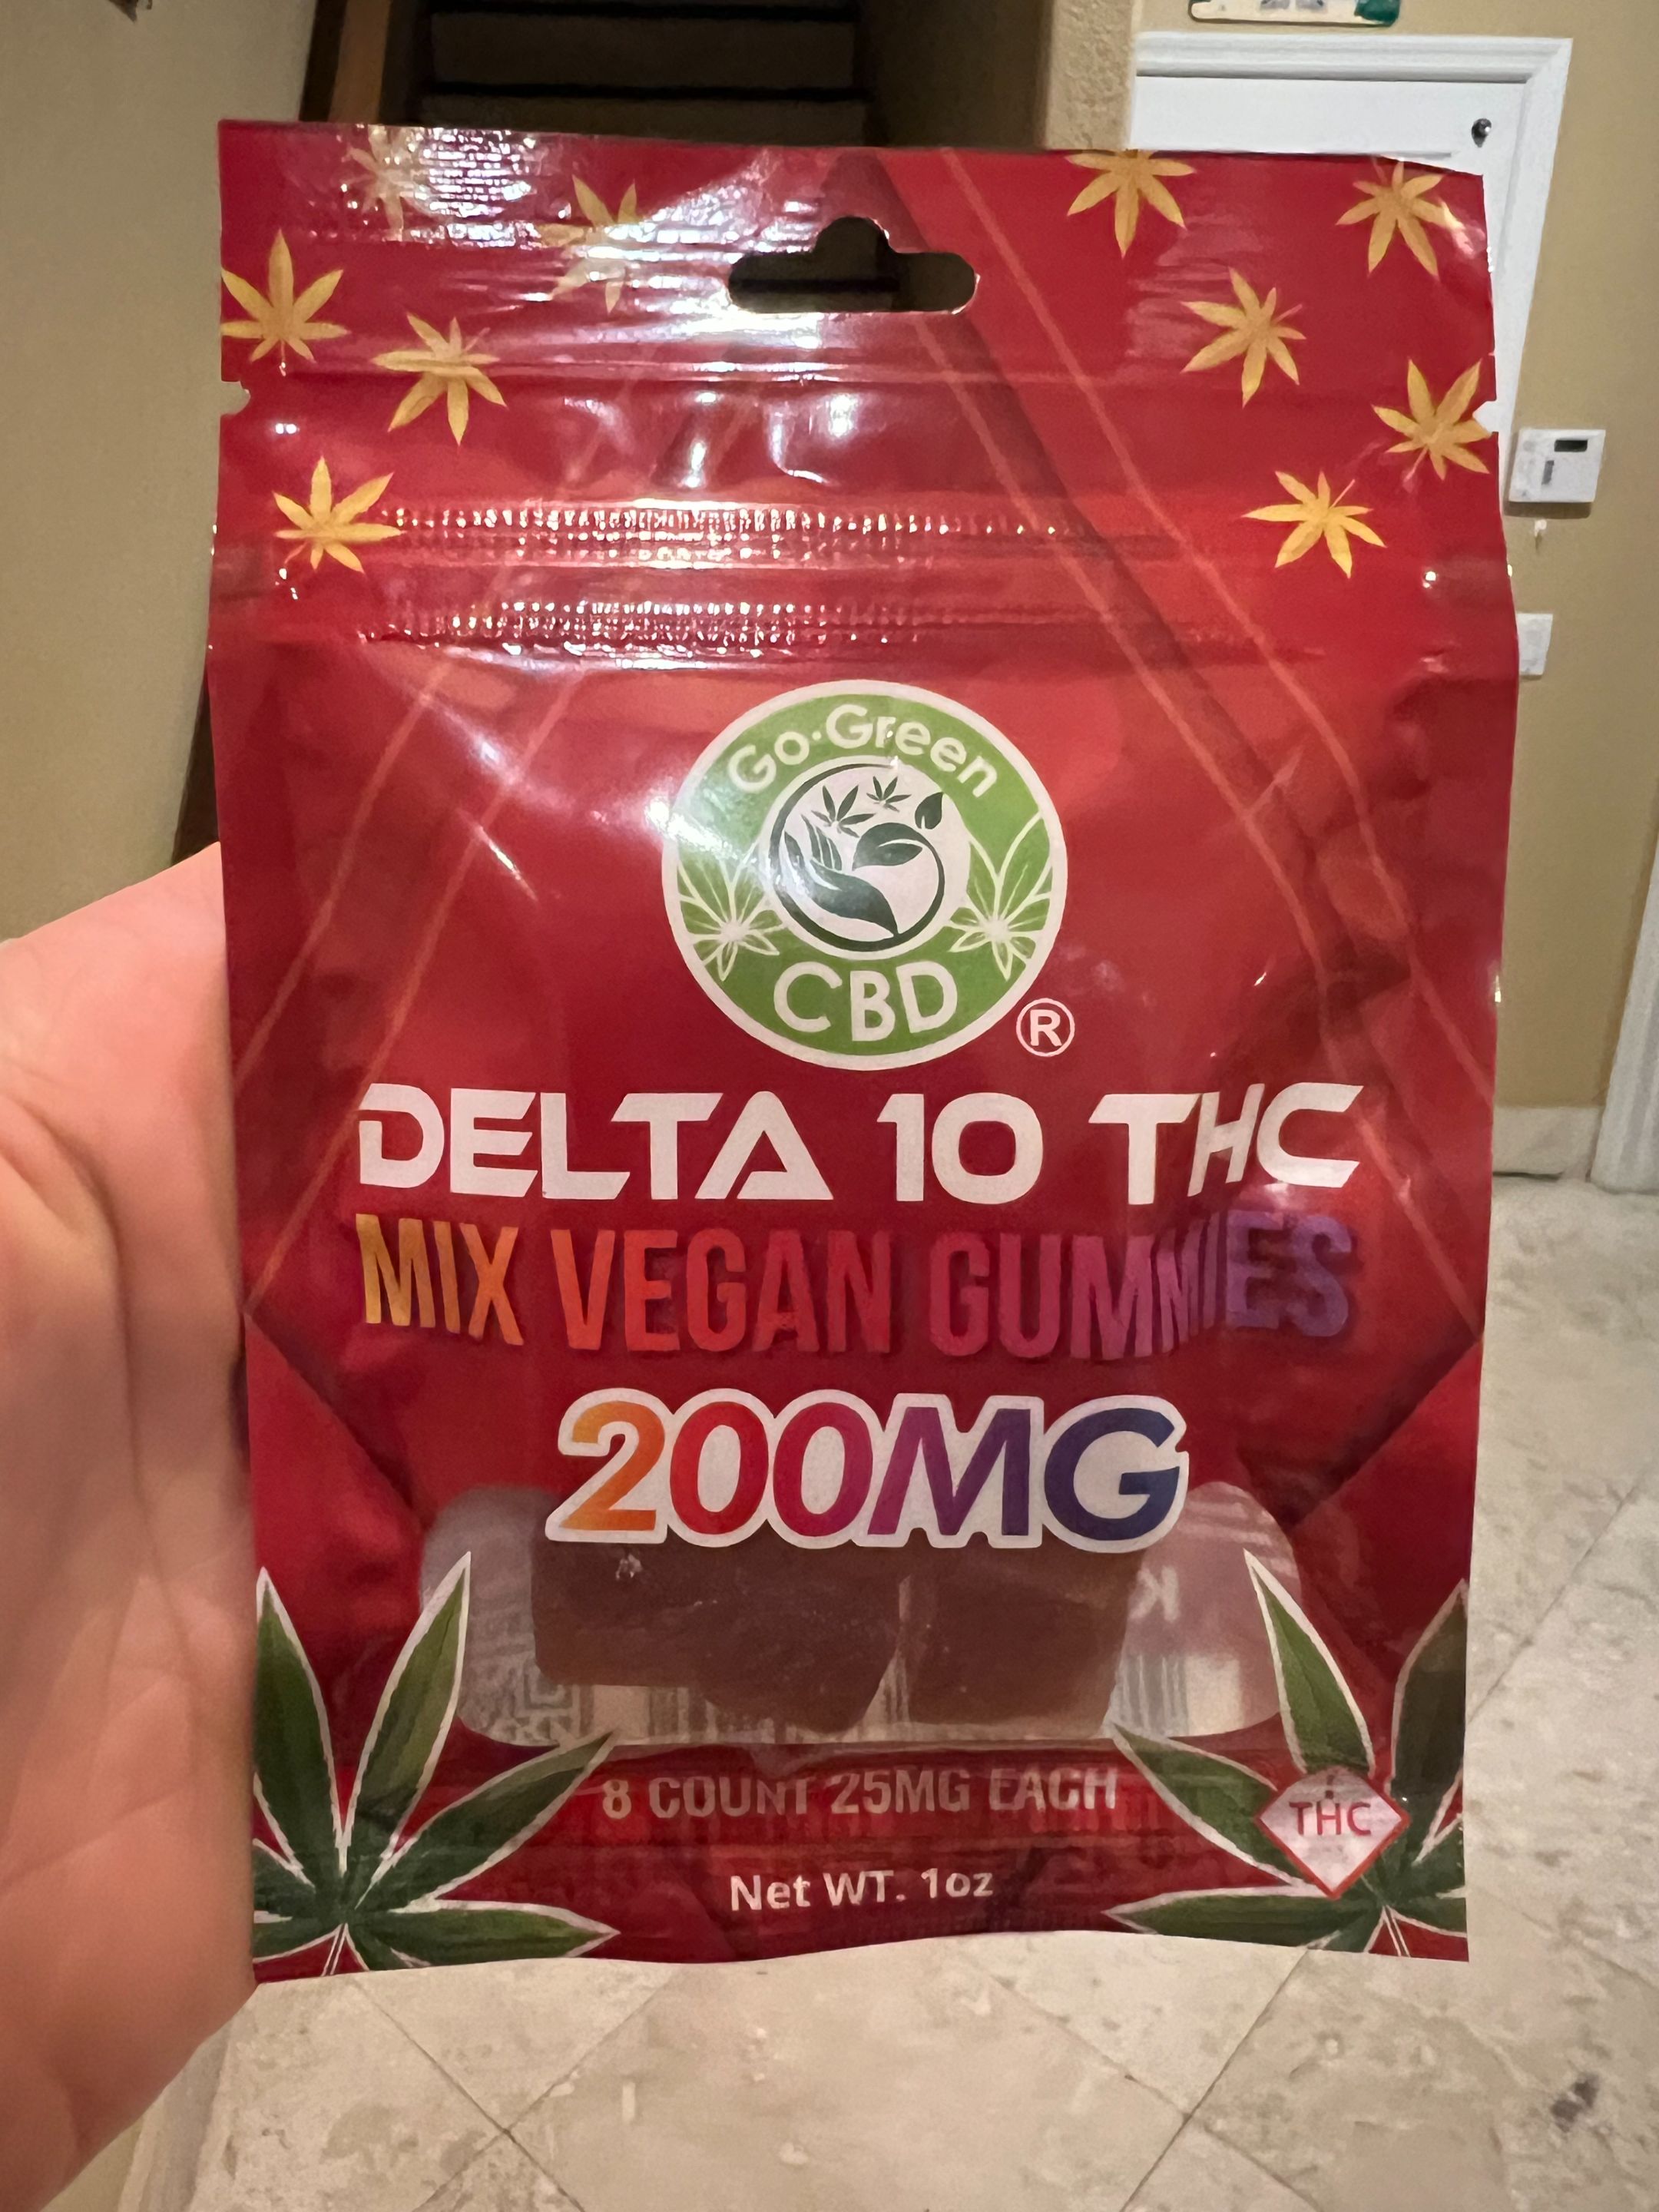 Go·Green
CBD
®
DELTA 10 THC
MIX VEGAN GUMMIES
200MG
8 COUNT 25MG EACH
! THC
Net WT. 1oz